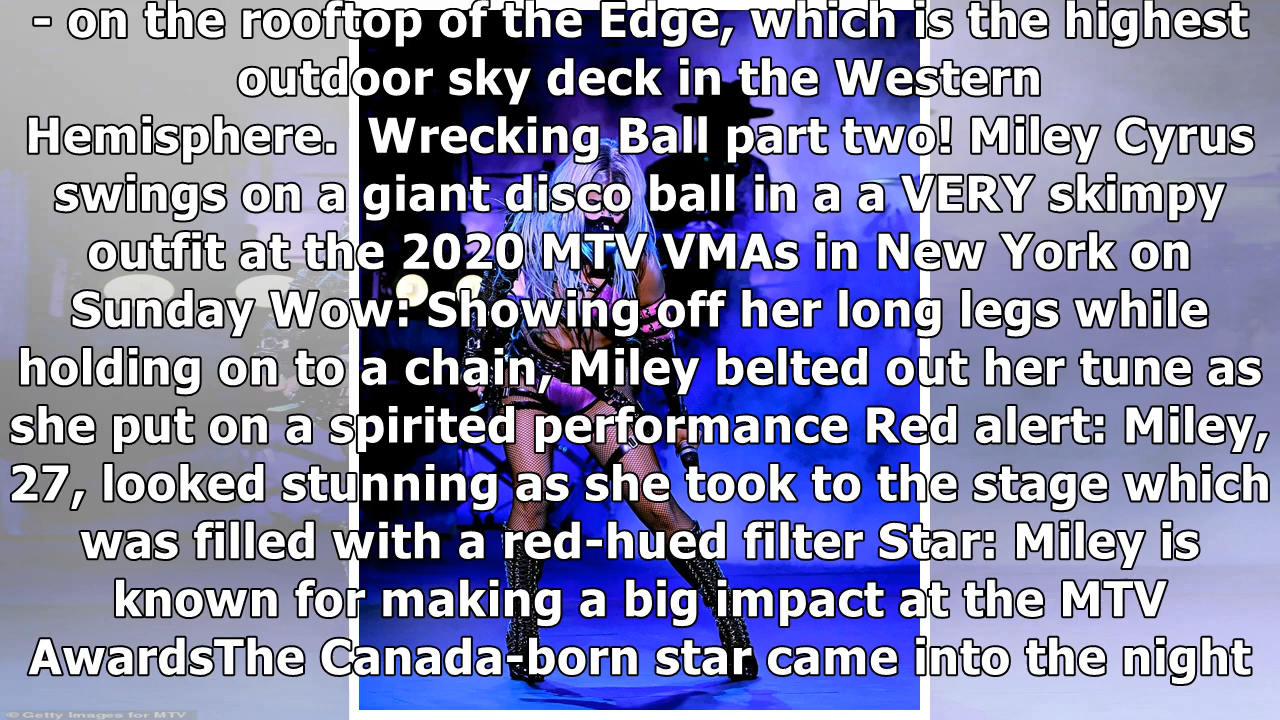 - on the rooftop of the Edge, which is the highest
outdoor sky deck in the Western
Hemisphere.  Wrecking Ball part two! Miley Cyrus
swings on a giant disco ball in a a VERY skimpy
outfit at the 2020 MTV VMAs in New York on
Sunday Wow: Showing off her long legs while
holding on to a chain, Miley belted out her tune as
she put on a spirited performance Red alert: Miley,
27, looked stunning as she took to the stage which
was filled with a red-hued filter Star: Miley is
known for making a big impact at the MTV
AwardsThe Canada-born star came into the night
© Getty Images for MTV